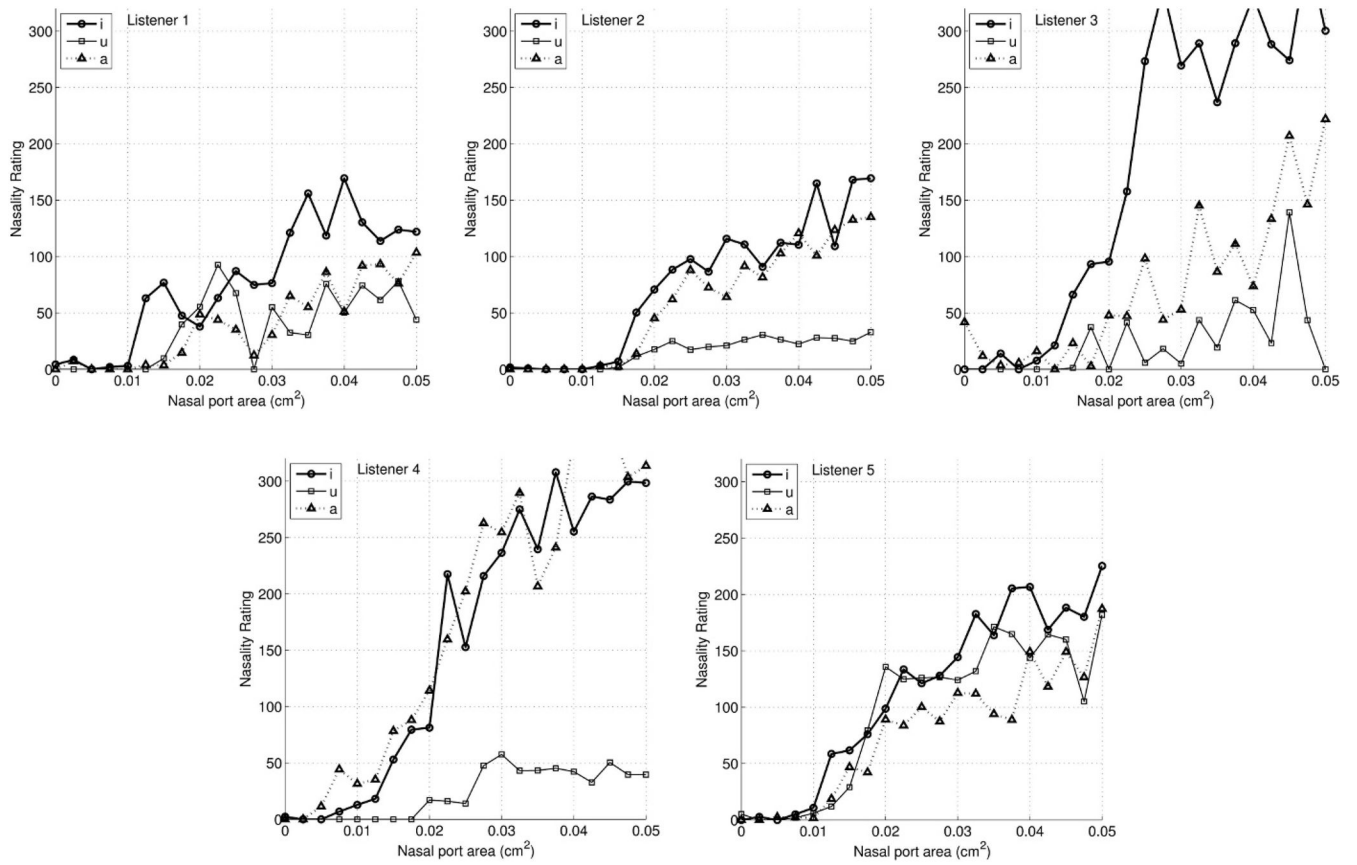 Listener 1
i
u
a
300
250
200
150
100
50
0
Nasality Rating
0 0.01 0.02 0.03 0.04 0.05
Nasal port area (cm²)
Listener 2
i
u
a
300
250
200
150
100
50
0
Nasality Rating
0 0.01 0.02 0.03 0.04 0.05
Nasal port area (cm²)
Listener 3
i
u
a
300
250
200
150
100
50
0
Nasality Rating
0 0.01 0.02 0.03 0.04 0.05
Nasal port area (cm²)
Listener 4
i
u
a
300
250
200
150
100
50
0
Nasality Rating
0 0.01 0.02 0.03 0.04 0.05
Nasal port area (cm²)
Listener 5
i
u
a
300
250
200
150
100
50
0
Nasality Rating
0 0.01 0.02 0.03 0.04 0.05
Nasal port area (cm²)